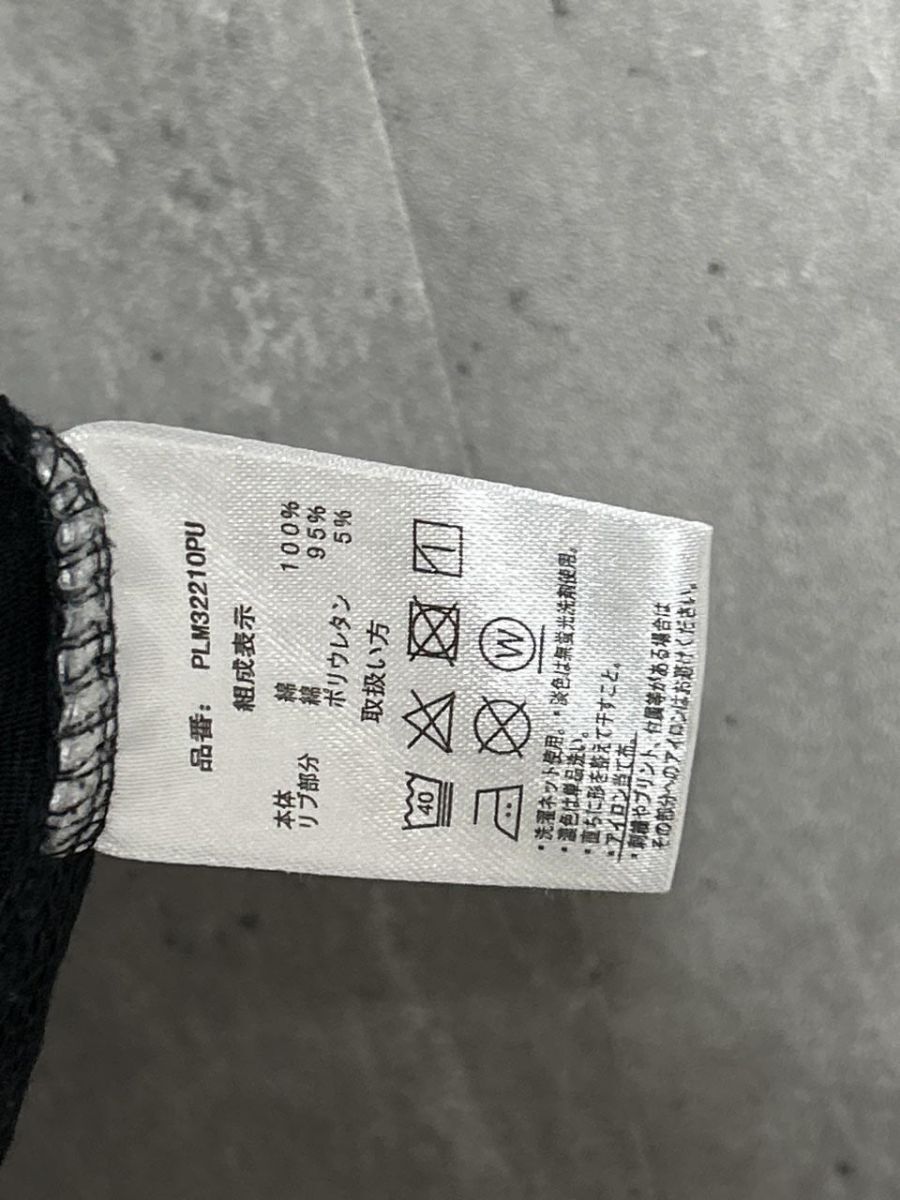 品番: PLM32210PU
組成表示
本体 綿 100%
リブ部分 綿 95%
ポリウレタン 5%
取扱い方
40
W
・洗濯ネット使用。・淡色は無蛍光洗剤使用。
・濃色は単品洗い。
・直ちに形を整えて干すこと。
・アイロン当て布。
・刺繍やプリント、付属等がある場合は
その部分へのアイロンはお避けください。